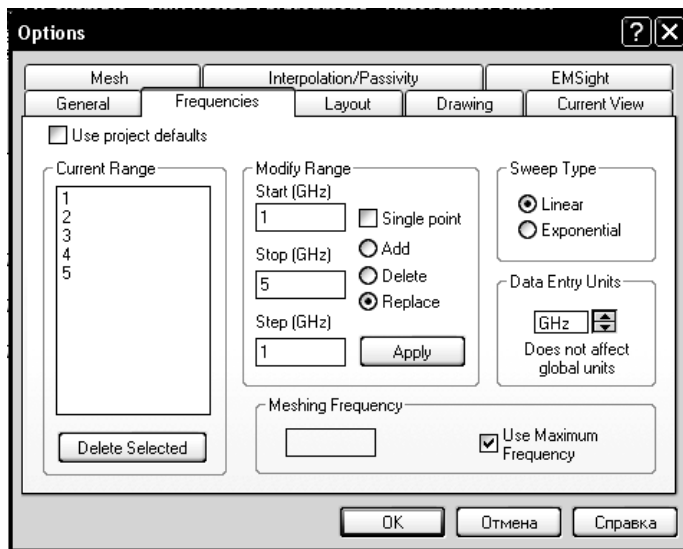 Options
Mesh Interpolation/Passivity EMSight
General Frequencies Layout Drawing Current View
Use project defaults
Current Range
1
2
3
4
5
Delete Selected
Modify Range
Start (GHz)
1
Single point
Add
Stop (GHz)
5
Delete
Replace
Step (GHz)
1
Apply
Sweep Type
Linear
Exponential
Data Entry Units
GHz
Does not affect
global units
Meshing Frequency
Use Maximum
Frequency
OK Отмена Справка